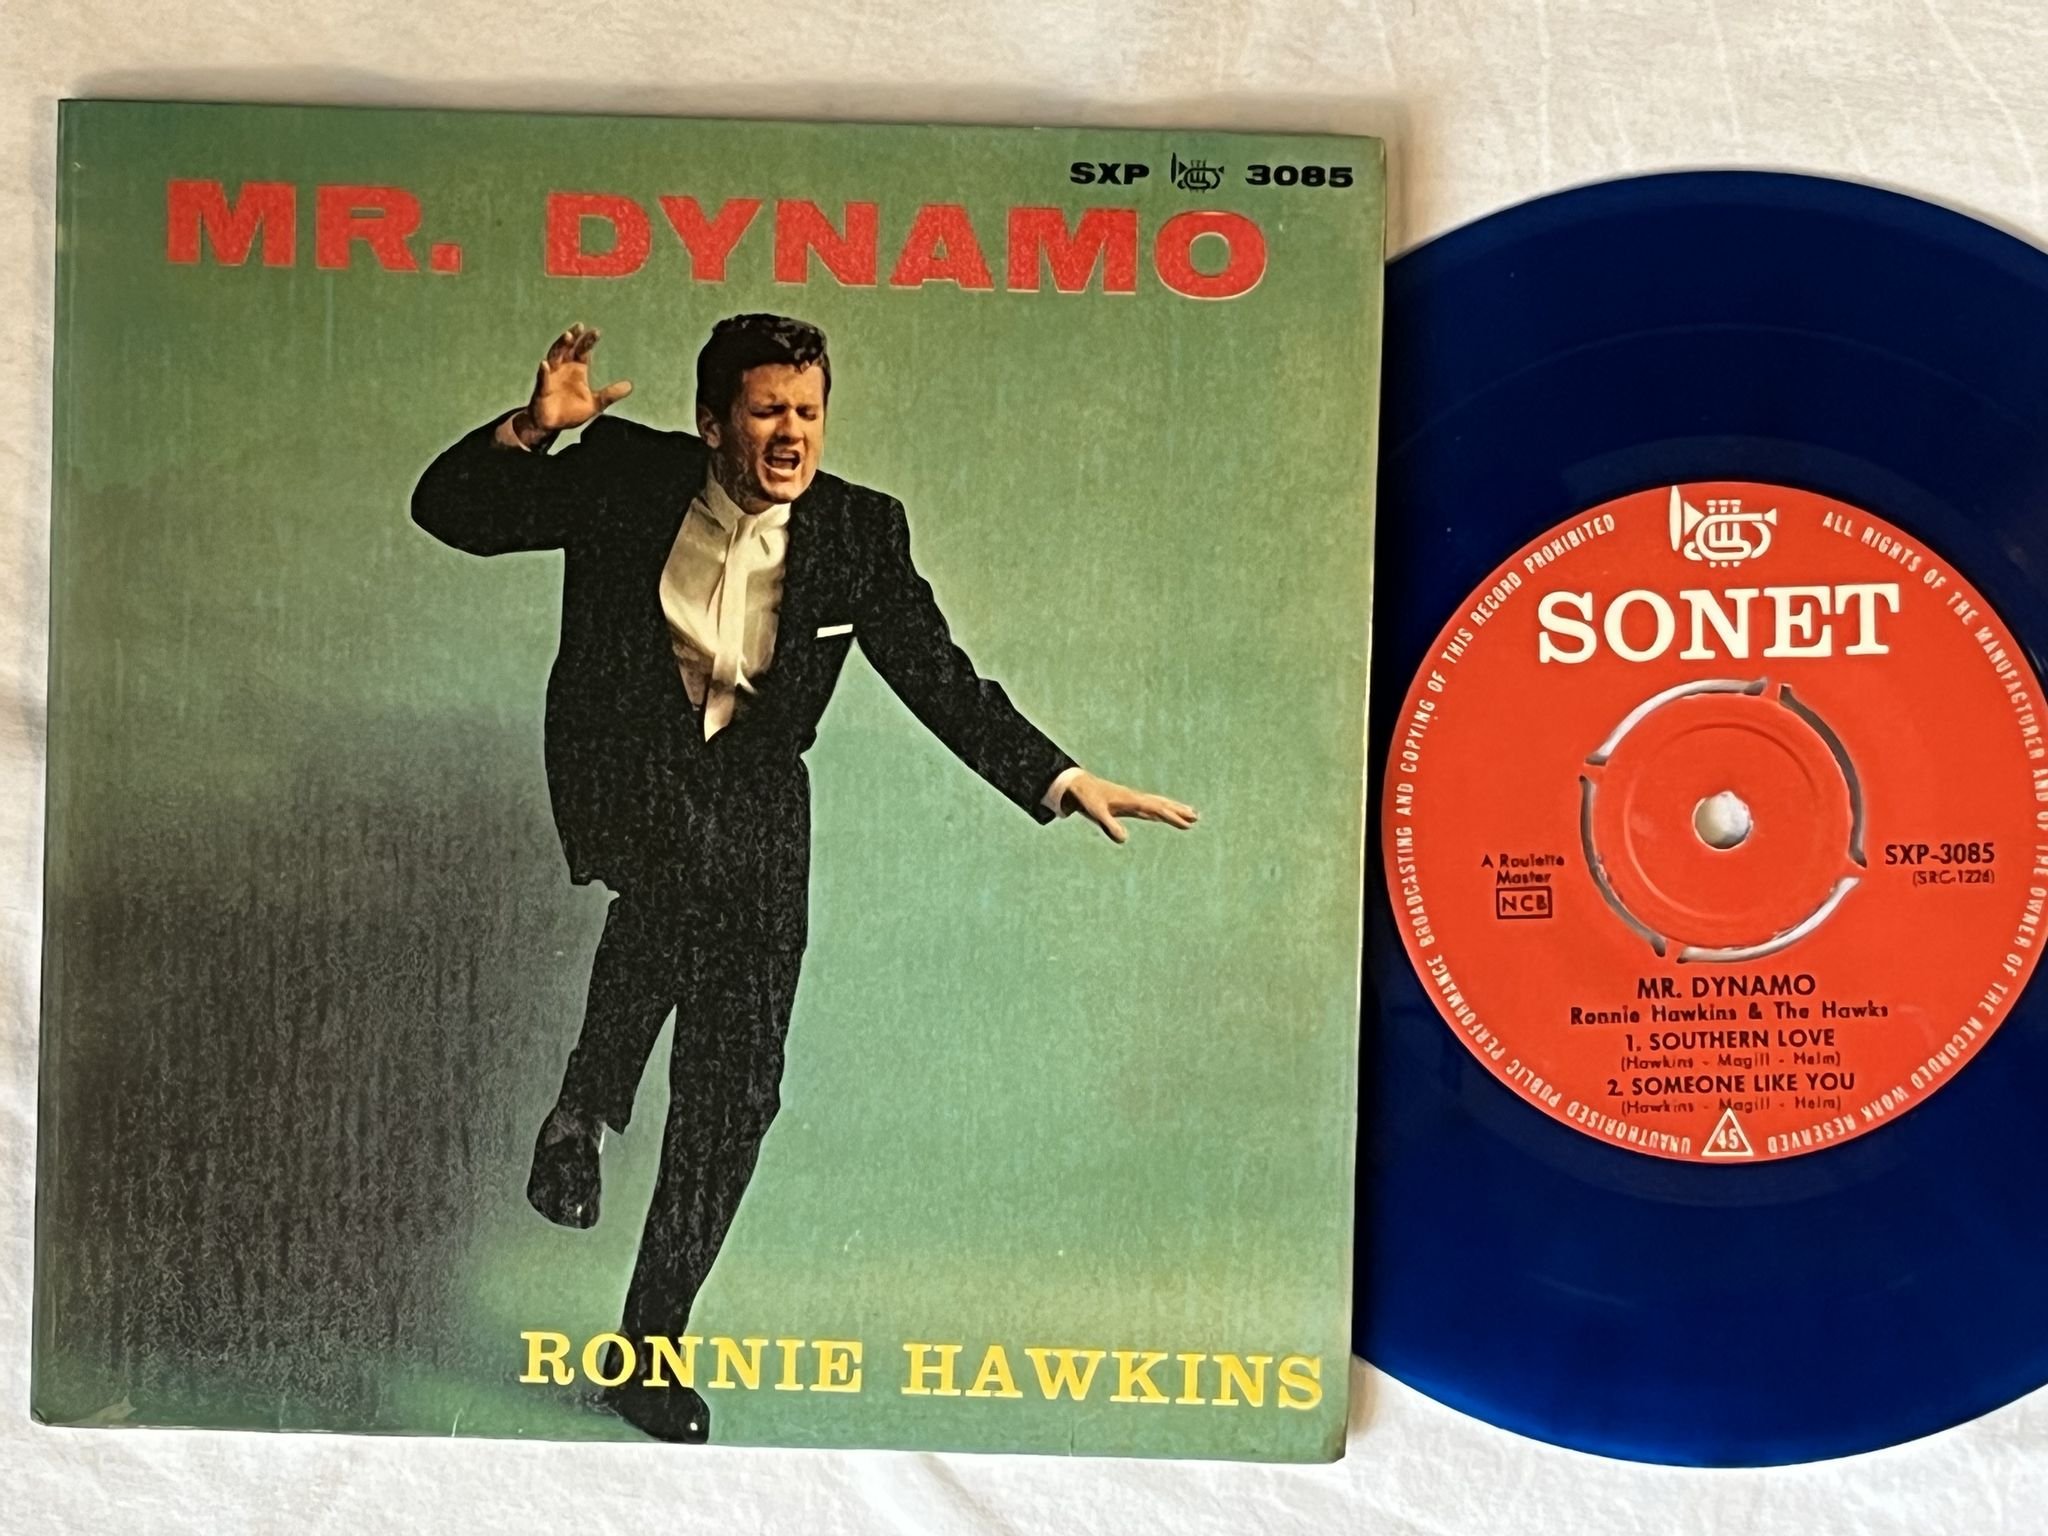 SXP 3085
MR. DYNAMO
RONNIE HAWKINS
UNAUTHORISED PUBLIC PERFORMANCE BROADCASTING AND COPYING OF THIS RECORD PROHIBITED
ALL RIGHTS OF THE MANUFACTURER AND OF THE OWNER OF THE RECORDED WORK RESERVED
SONET
A Roulette
Master
NCB
SXP-3085
(SRC-1226)
MR. DYNAMO
Ronnie Hawkins & The Hawks
1. SOUTHERN LOVE
(Hawkins - Magill - Helm)
2. SOMEONE LIKE YOU
(Hawkins - Magill - Helm)
45